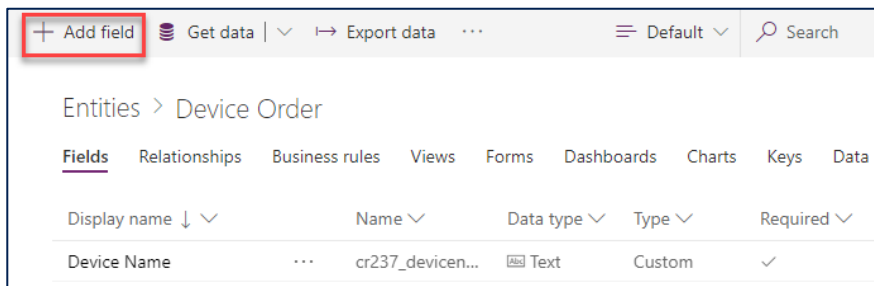 + Add field Get data Export data ... Default Search
Entities > Device Order
Fields Relationships Business rules Views Forms Dashboards Charts Keys Data
Display name ↓ Name Data type Type Required
Device Name ... cr237_devicen... Abc Text Custom